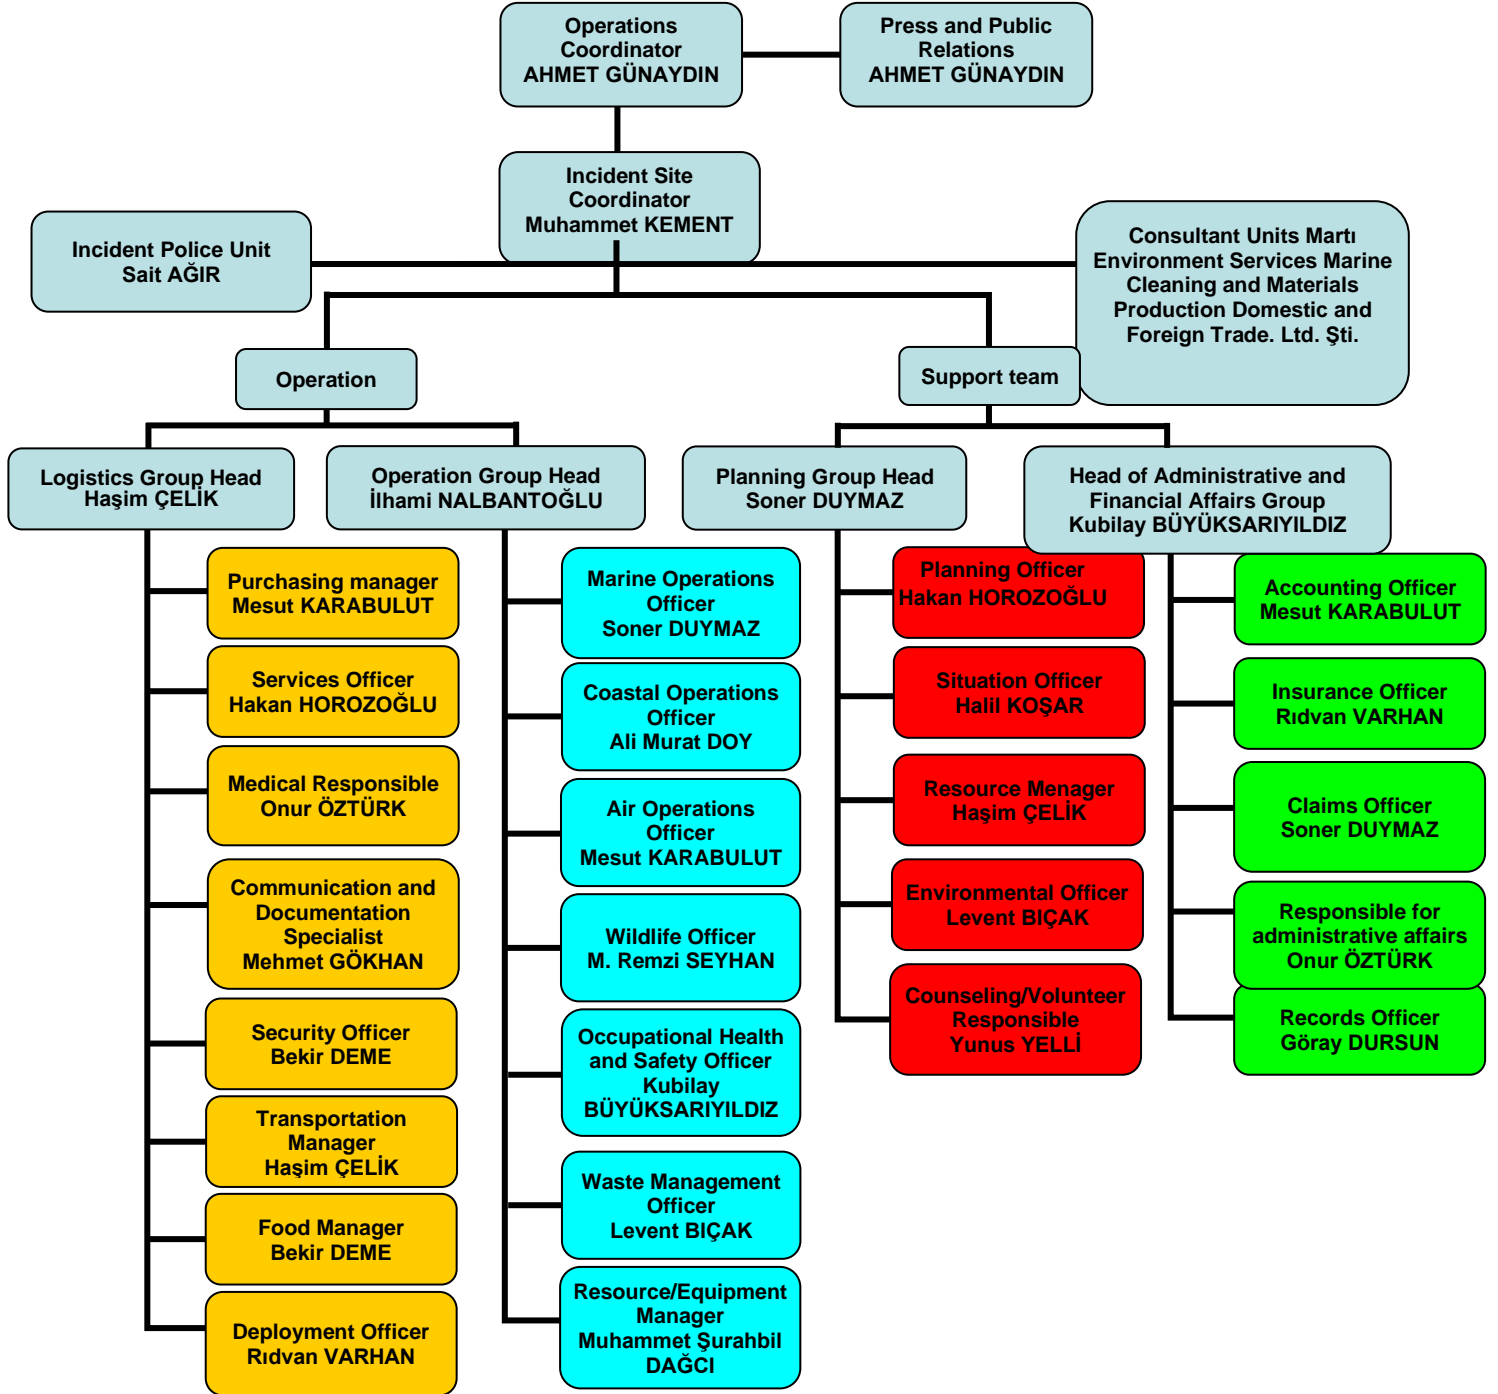 Operations
Coordinator
AHMET GÜNAYDIN
Press and Public
Relations
AHMET GÜNAYDIN
Incident Site
Coordinator
Muhammet KEMENT
Incident Police Unit
Sait AĞIR
Consultant Units Martı
Environment Services Marine
Cleaning and Materials
Production Domestic and
Foreign Trade. Ltd. Şti.
Operation
Support team
Logistics Group Head
Haşim ÇELİK
Operation Group Head
İlhami NALBANTOĞLU
Planning Group Head
Soner DUYMAZ
Head of Administrative and
Financial Affairs Group
Kubilay BÜYÜKSARIYILDIZ
Purchasing manager
Mesut KARABULUT
Services Officer
Hakan HOROZOĞLU
Medical Responsible
Onur ÖZTÜRK
Communication and
Documentation
Specialist
Mehmet GÖKHAN
Security Officer
Bekir DEME
Transportation
Manager
Haşim ÇELİK
Food Manager
Bekir DEME
Deployment Officer
Rıdvan VARHAN
Marine Operations
Officer
Soner DUYMAZ
Coastal Operations
Officer
Ali Murat DOY
Air Operations
Officer
Mesut KARABULUT
Wildlife Officer
M. Remzi SEYHAN
Occupational Health
and Safety Officer
Kubilay
BÜYÜKSARIYILDIZ
Waste Management
Officer
Levent BIÇAK
Resource/Equipment
Manager
Muhammet Şurahbil
DAĞCI
Planning Officer
Hakan HOROZOĞLU
Situation Officer
Halil KOŞAR
Resource Menager
Haşim ÇELİK
Environmental Officer
Levent BIÇAK
Counseling/Volunteer
Responsible
Yunus YELLİ
Accounting Officer
Mesut KARABULUT
Insurance Officer
Rıdvan VARHAN
Claims Officer
Soner DUYMAZ
Responsible for
administrative affairs
Onur ÖZTÜRK
Records Officer
Göray DURSUN